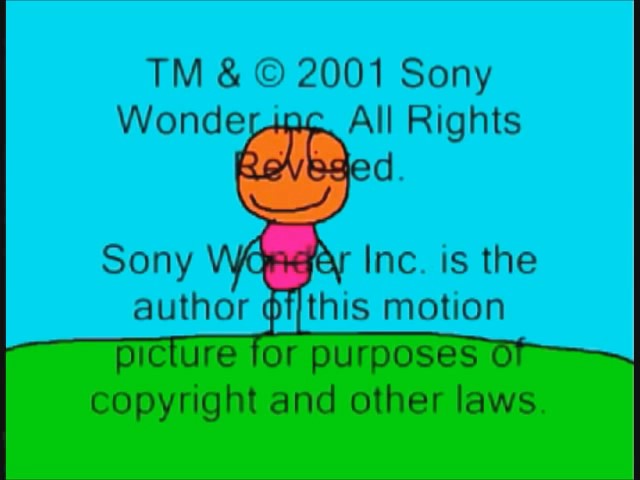 TM & © 2001 Sony
Wonder inc. All Rights
Revesed.
Sony Wonder Inc. is the
author of this motion
picture for purposes of
copyright and other laws.